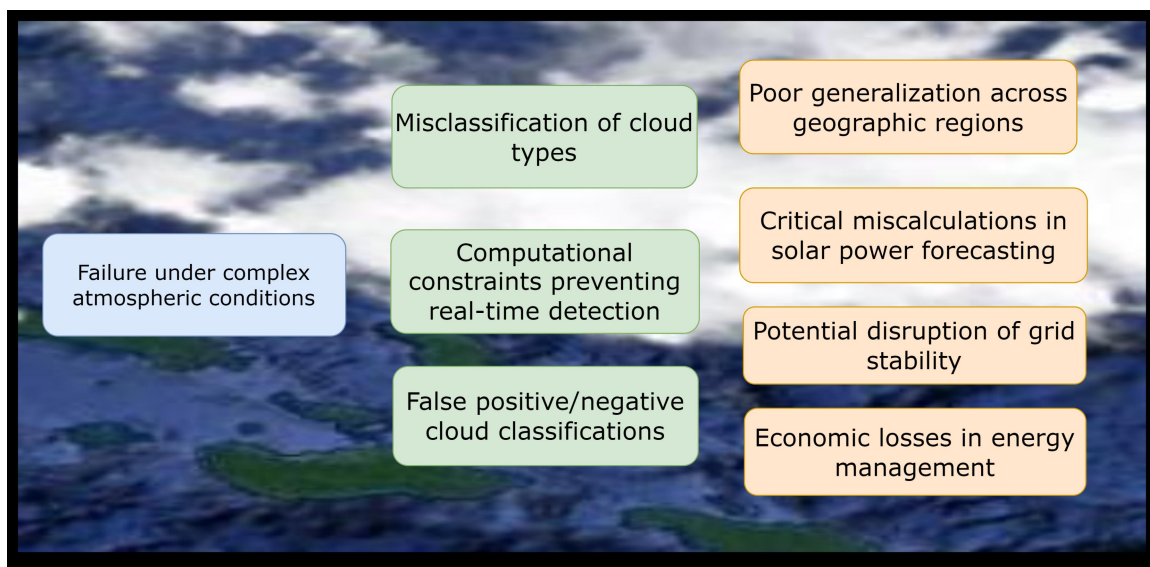 Failure under complex
atmospheric conditions
Misclassification of cloud
types
Computational
constraints preventing
real-time detection
False positive/negative
cloud classifications
Poor generalization across
geographic regions
Critical miscalculations in
solar power forecasting
Potential disruption of grid
stability
Economic losses in energy
management